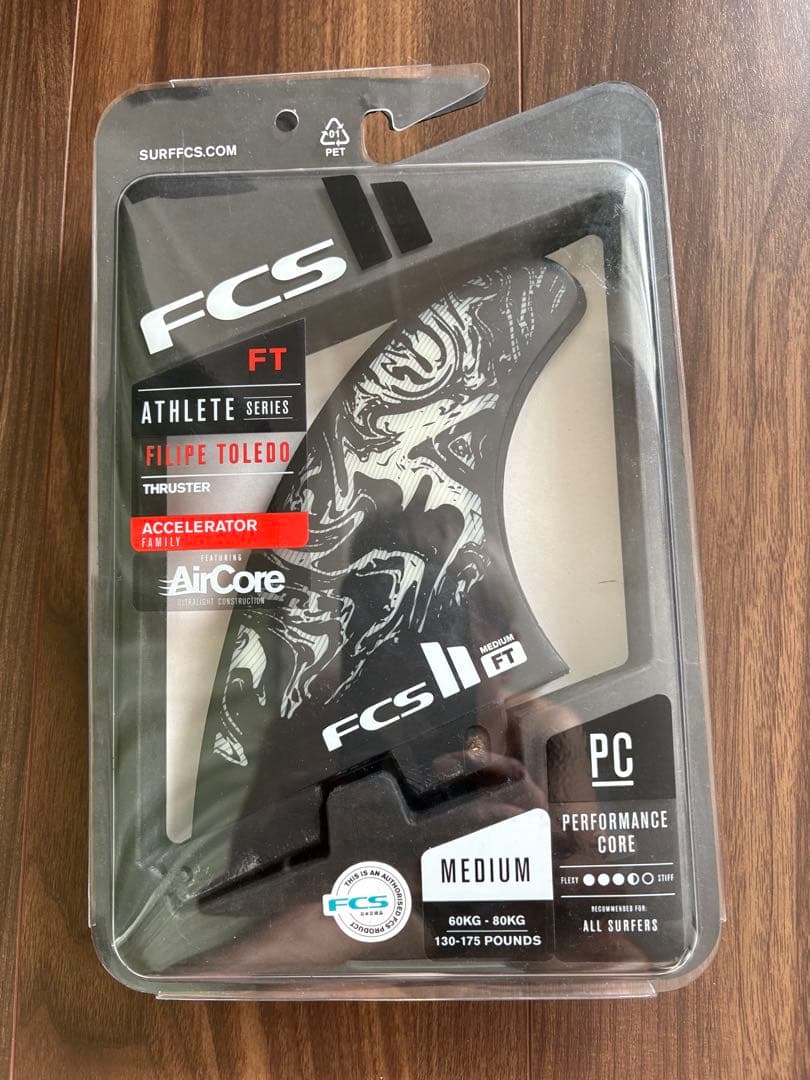 SURFFCS.COM
01
PET
FCS II
FT
ATHLETE SERIES
FILIPE TOLEDO
THRUSTER
ACCELERATOR
FAMILY
FEATURING
AirCore
ULTRALIGHT CONSTRUCTION
FCS II MEDIUM FT
PC
PERFORMANCE
CORE
FLEXY STIFF
RECOMMENDED FOR:
ALL SURFERS
MEDIUM
60KG - 80KG
130-175 POUNDS
THIS IS AN AUTHORISED FCS PRODUCT
FCS